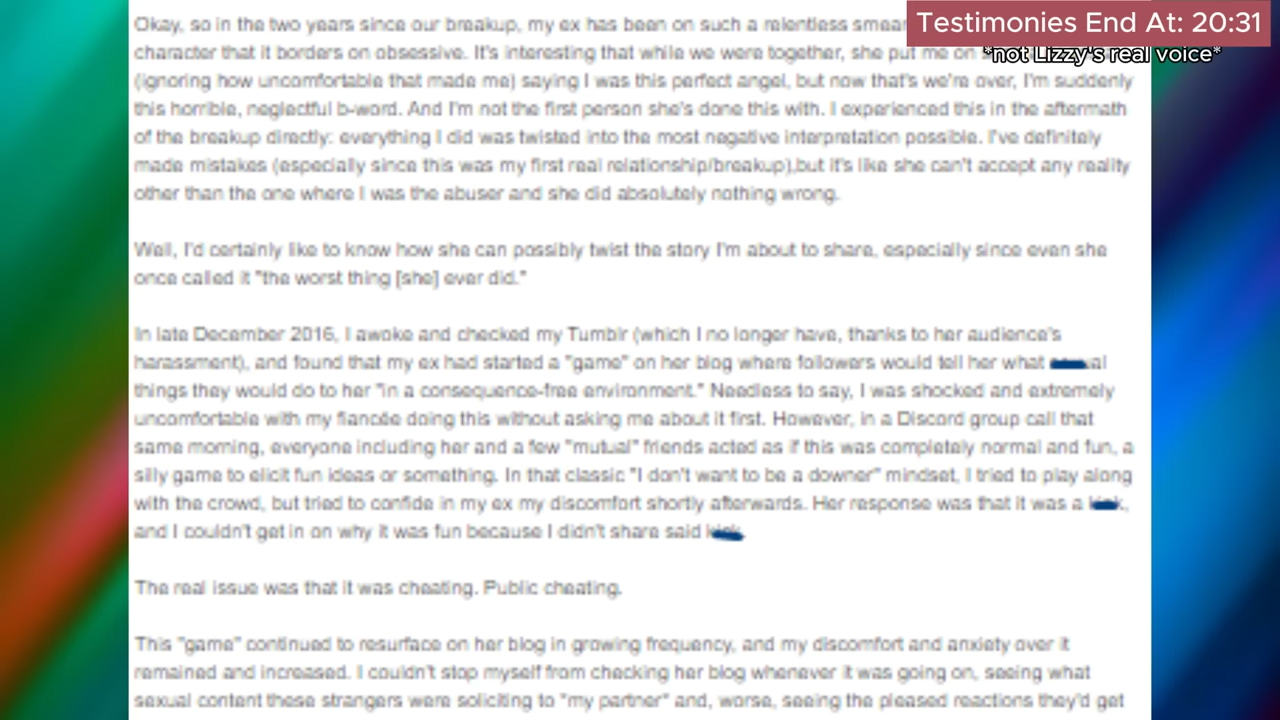 Okay, so in the two years since our breakup, my ex has been on such a relentless smear
Testimonies End At: 20:31
character that it borders on obsessive. It's interesting that while we were together, she put me on
*not Lizzy's real voice*
(ignoring how uncomfortable that made me) saying I was this perfect angel, but now that's we're over, I'm suddenly
this horrible, neglectful b-word. And I'm not the first person she's done this with. I experienced this in the aftermath
of the breakup directly: everything I did was twisted into the most negative interpretation possible. I've definitely
made mistakes (especially since this was my first real relationship/breakup),but it's like she can't accept any reality
other than the one where I was the abuser and she did absolutely nothing wrong.
Well, I'd certainly like to know how she can possibly twist the story I'm about to share, especially since even she
once called it "the worst thing [she] ever did."
In late December 2016, I awoke and checked my Tumblr (which I no longer have, thanks to her audience's
harassment), and found that my ex had started a "game" on her blog where followers would tell her what
things they would do to her "in a consequence-free environment." Needless to say, I was shocked and extremely
uncomfortable with my fiancée doing this without asking me about it first. However, in a Discord group call that
same morning, everyone including her and a few "mutual" friends acted as if this was completely normal and fun, a
silly game to elicit fun ideas or something. In that classic "I don't want to be a downer" mindset, I tried to play along
with the crowd, but tried to confide in my ex my discomfort shortly afterwards. Her response was that it was a
and I couldn't get in on why it was fun because I didn't share said
The real issue was that it was cheating. Public cheating.
This "game" continued to resurface on her blog in growing frequency, and my discomfort and anxiety over it
remained and increased. I couldn't stop myself from checking her blog whenever it was going on, seeing what
sexual content these strangers were soliciting to "my partner" and, worse, seeing the pleased reactions they'd get